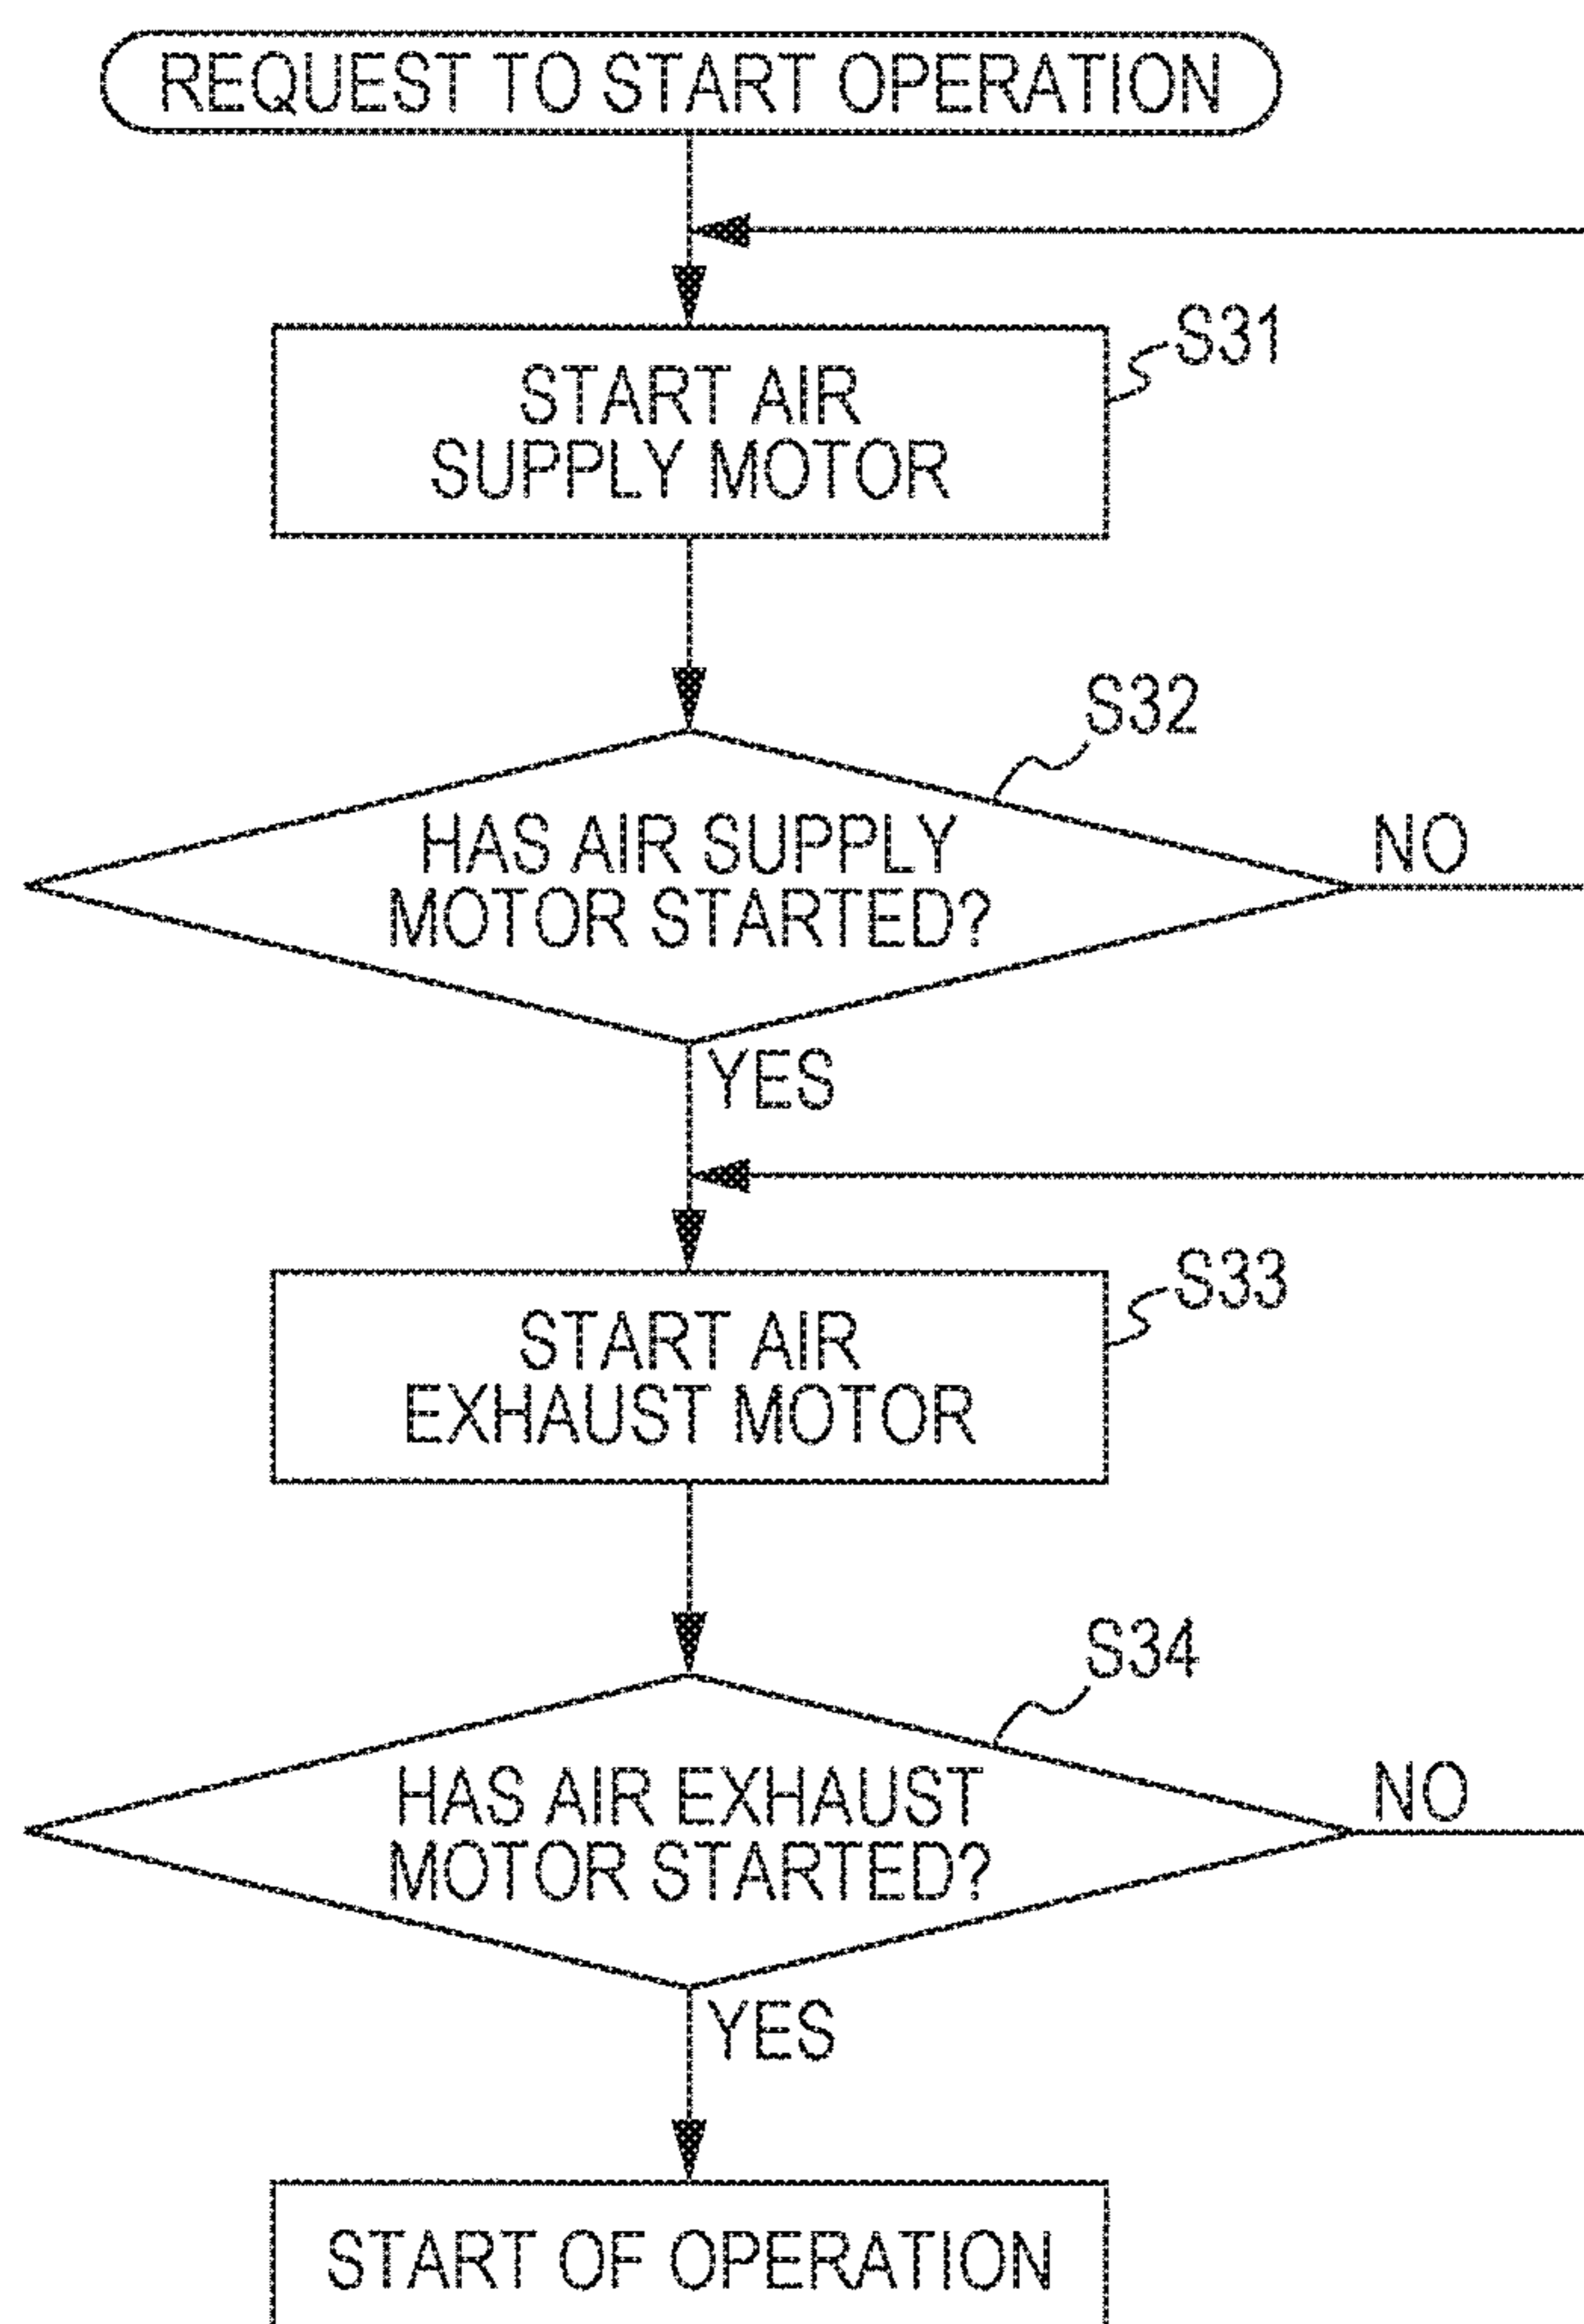 REQUEST TO START OPERATION
S31
START AIR
SUPPLY MOTOR
S32
HAS AIR SUPPLY
MOTOR STARTED?
NO
YES
S33
START AIR
EXHAUST MOTOR
S34
HAS AIR EXHAUST
MOTOR STARTED?
NO
YES
START OF OPERATION